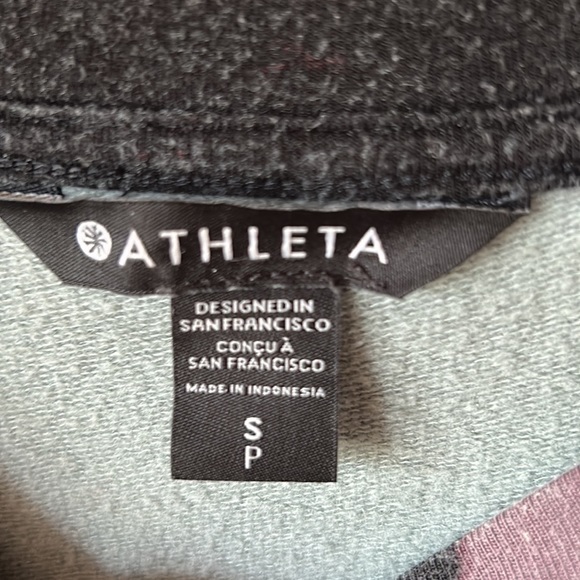 ATHLETA
DESIGNED IN
SAN FRANCISCO
CONÇU À
SAN FRANCISCO
MADE IN INDONESIA
S
P